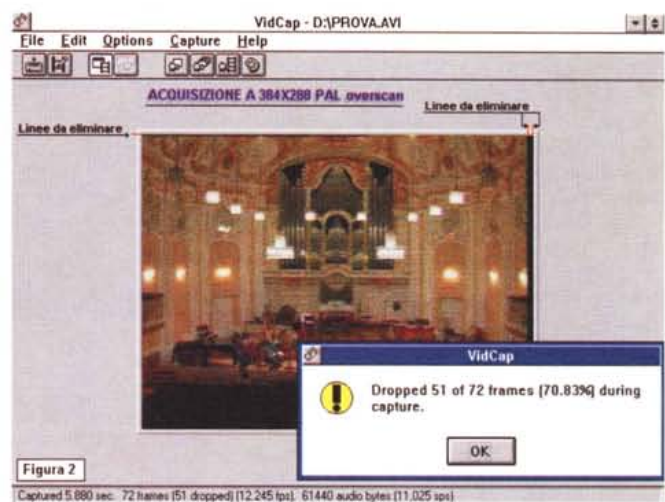 VidCap - D:\PROVA.AVI
File Edit Options Capture Help
ACQUISIZIONE A 384X288 PAL overscan
Linee da eliminare
Linee da eliminare
VidCap
Dropped 51 of 72 frames (70.83%) during
capture.
OK
Figura 2
Captured 5.880 sec. 72 frames (51 dropped) (12.245 fps). 61440 audio bytes (11,025 sps)